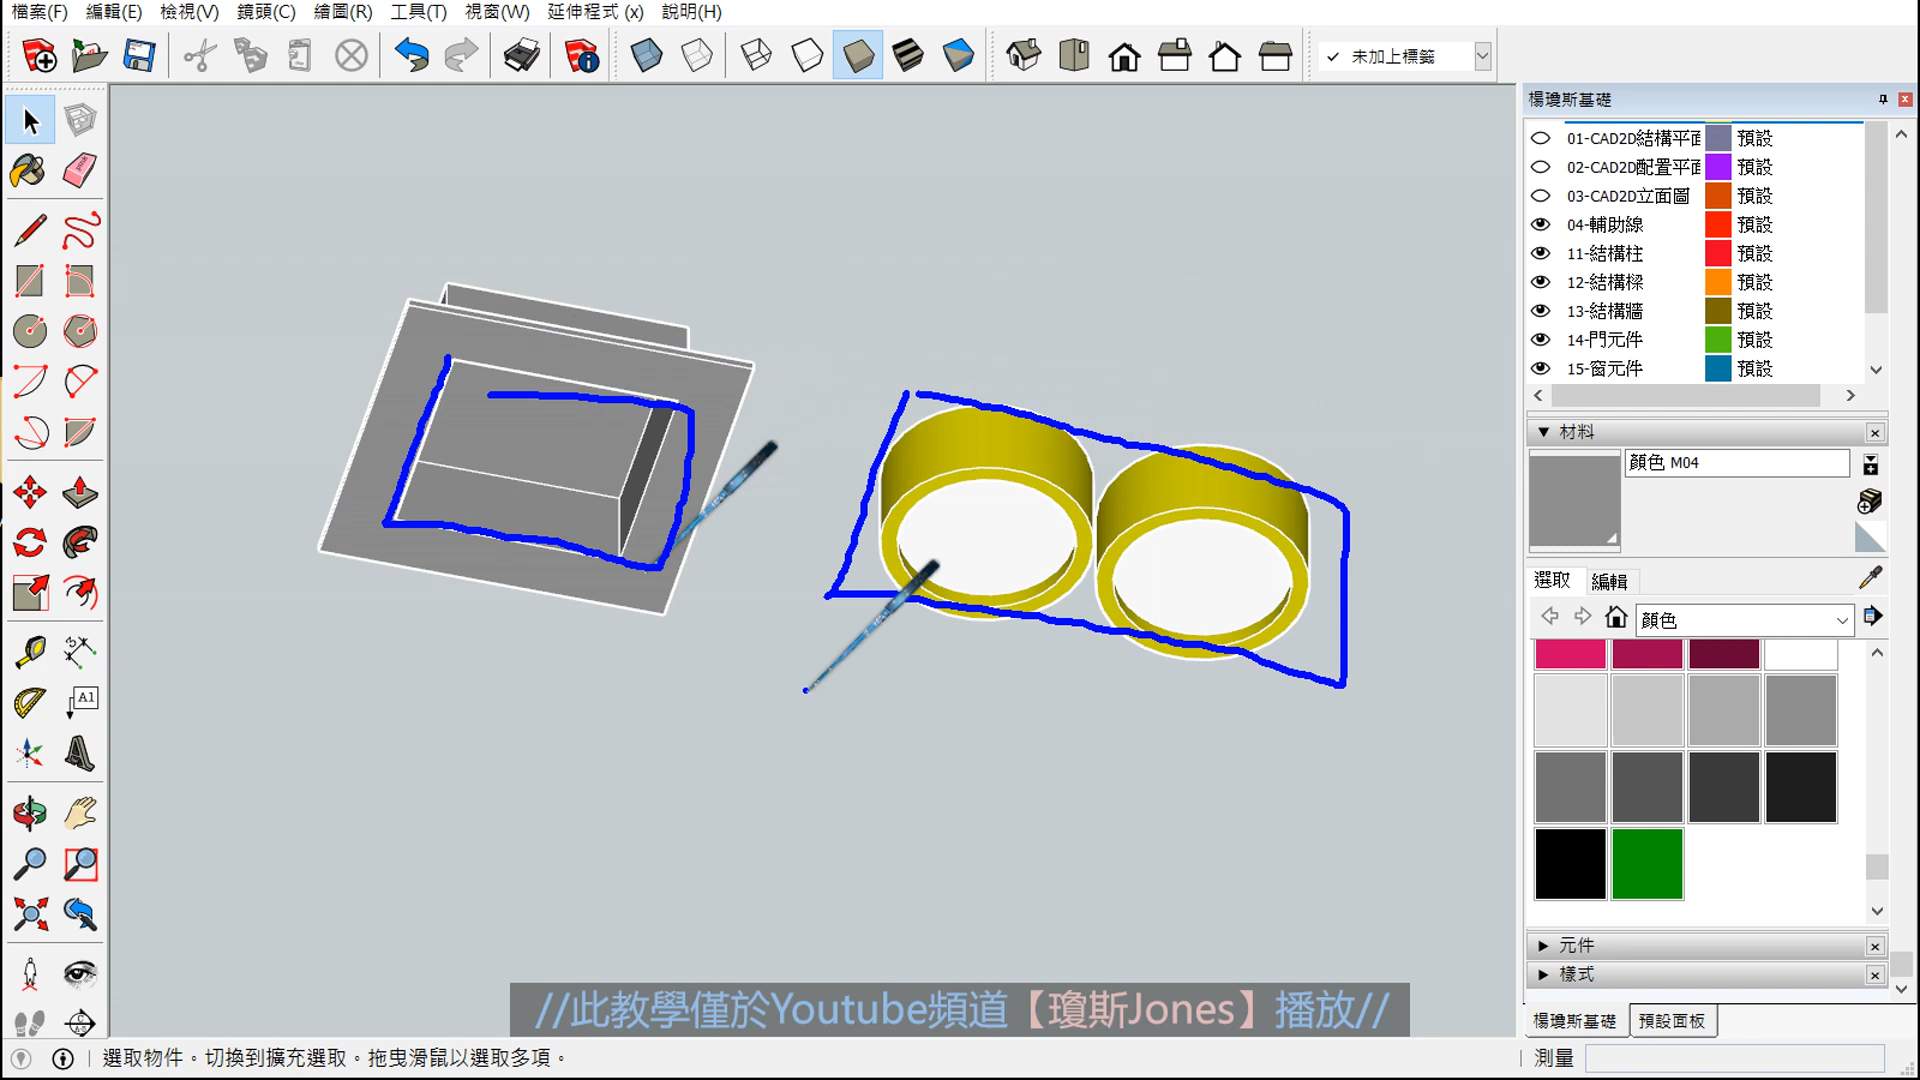 檔案(F) 編輯(E) 檢視(V) 鏡頭(C) 繪圖(R) 工具(T) 視窗(W) 延伸程式 (x) 說明(H)
未加上標籤
楊瓊斯基礎
01-CAD2D結構平面 預設
02-CAD2D配置平面 預設
03-CAD2D立面圖 預設
04-輔助線 預設
11-結構柱 預設
12-結構樑 預設
13-結構牆 預設
14-門元件 預設
15-窗元件 預設
材料
顏色 M04
選取 編輯
顏色
A1
元件
樣式
//此教學僅於Youtube頻道【瓊斯Jones】播放//
楊瓊斯基礎 預設面板
選取物件。切換到擴充選取。拖曳滑鼠以選取多項。
測量